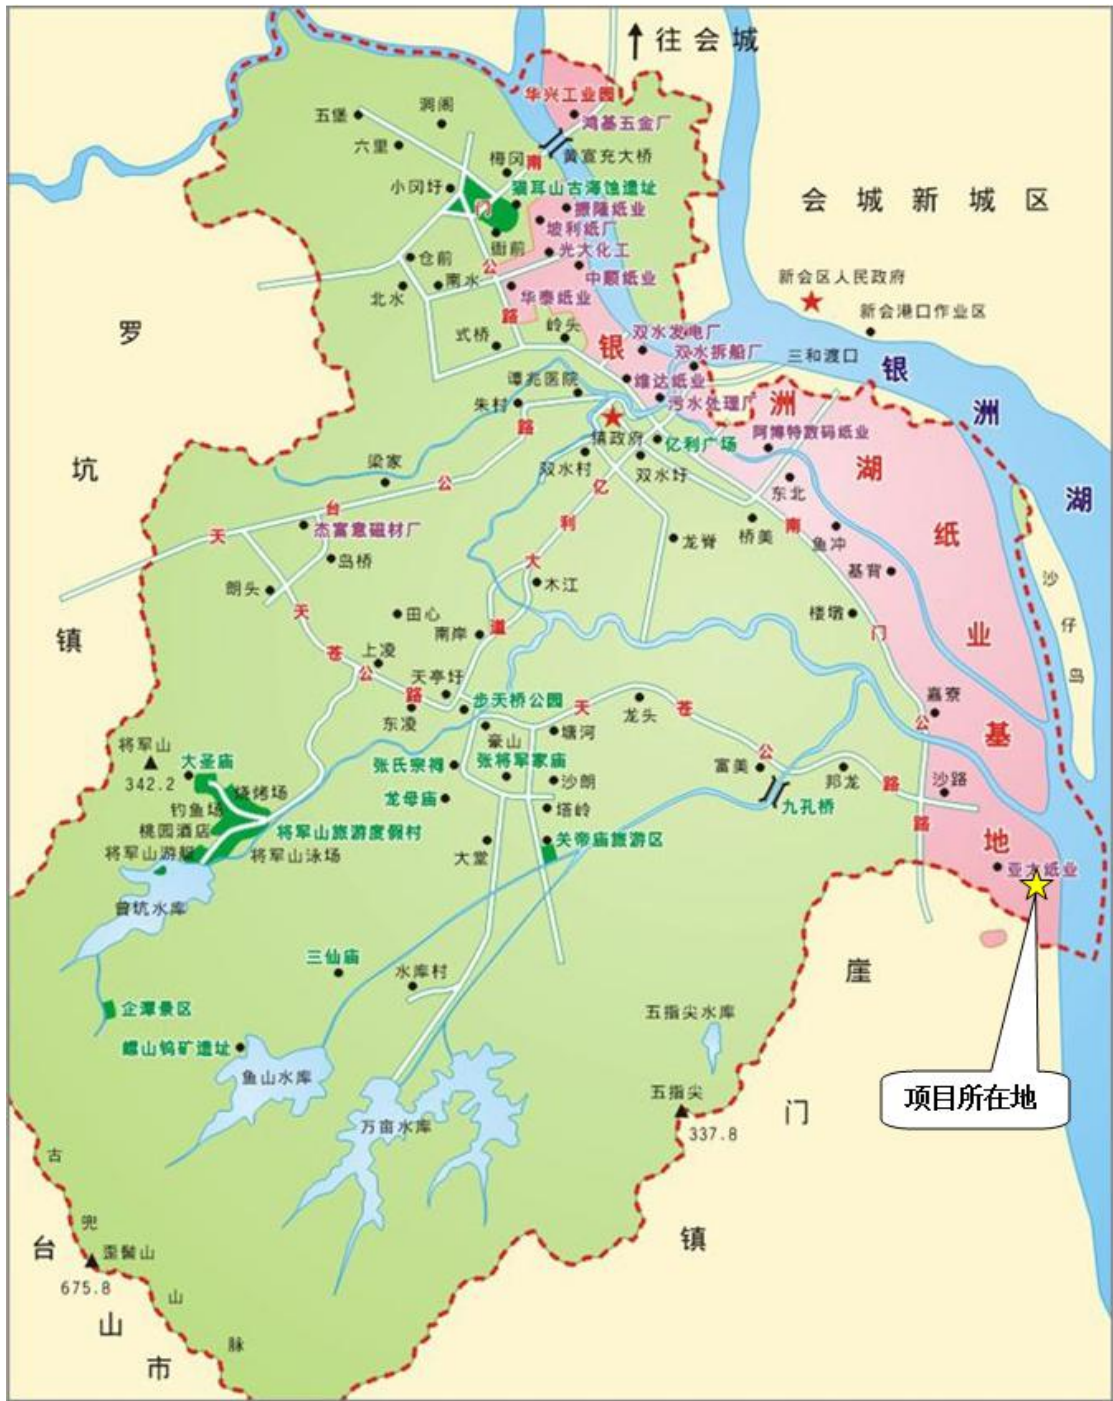 往会城
华兴工业园
鸿基五金厂
洞阁
五堡
六里
梅冈
黄宣充大桥
小冈圩
猫耳山古海蚀遗址
振隆纸业
坡利纸厂
会城新城区
衙前
光大化工
仓前
中顺纸业
新会区人民政府
南水
北水
华泰纸业
新会港口作业区
罗坑镇
式桥
岭头
双水发电厂
双水拆船厂
三和渡口
银洲湖
谭兆医院
维达纸业
朱村
污水处理厂
银洲湖纸业基地
镇政府
亿利广场
阿博特数码纸业
梁家
双水村
双水圩
东北
天台公路
亿利大道
南门公路
南门公路
杰富意磁材厂
龙脊
桥美
鱼冲
岛桥
基背
朗头
木江
沙仔岛
田心
楼墩
南岸
上凌
天苍公路
天亭圩
步天桥公园
天苍公路
东凌
龙头
嘉寮
豪山
塘河
将军山
342.2
大圣庙
张氏宗祠
张将军家庙
富美
邦龙
沙路
烧烤场
沙朗
钓鱼场
龙母庙
塔岭
九孔桥
桃园酒店
将军山旅游度假村
关帝庙旅游区
将军山游艇
将军山泳场
大堂
亚太纸业
三仙庙
水库村
崖门镇
企潭景区
五指尖水库
鱼山水库
五指尖
337.8
项目所在地
万亩水库
古兜山脉
675.8
台山市